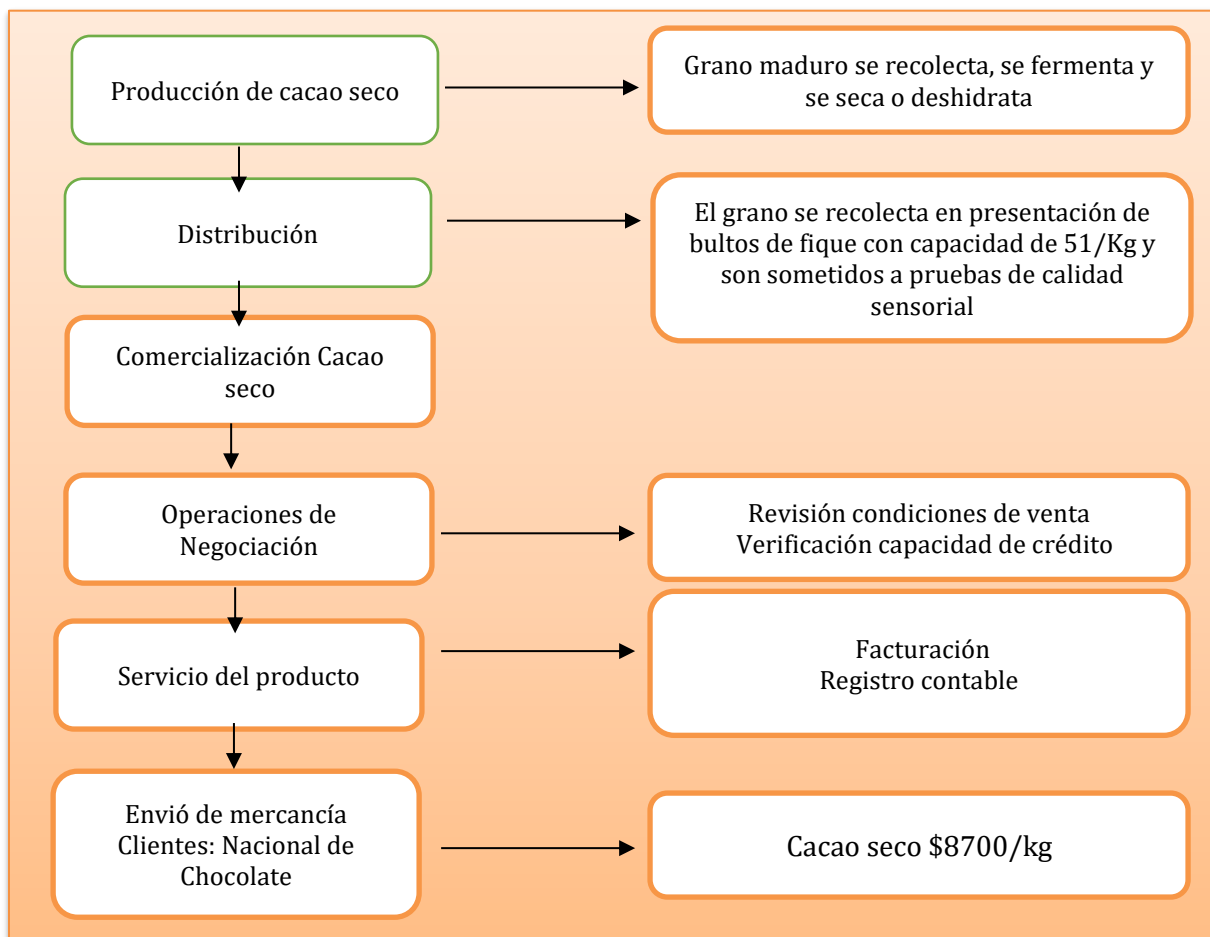 Producción de cacao seco
Grano maduro se recolecta, se fermenta y
se seca o deshidrata
Distribución
El grano se recolecta en presentación de
bultos de fique con capacidad de 51/Kg y
son sometidos a pruebas de calidad
sensorial
Comercialización Cacao
seco
Operaciones de
Negociación
Revisión condiciones de venta
Verificación capacidad de crédito
Servicio del producto
Facturación
Registro contable
Envió de mercancía
Clientes: Nacional de
Chocolate
Cacao seco $8700/kg